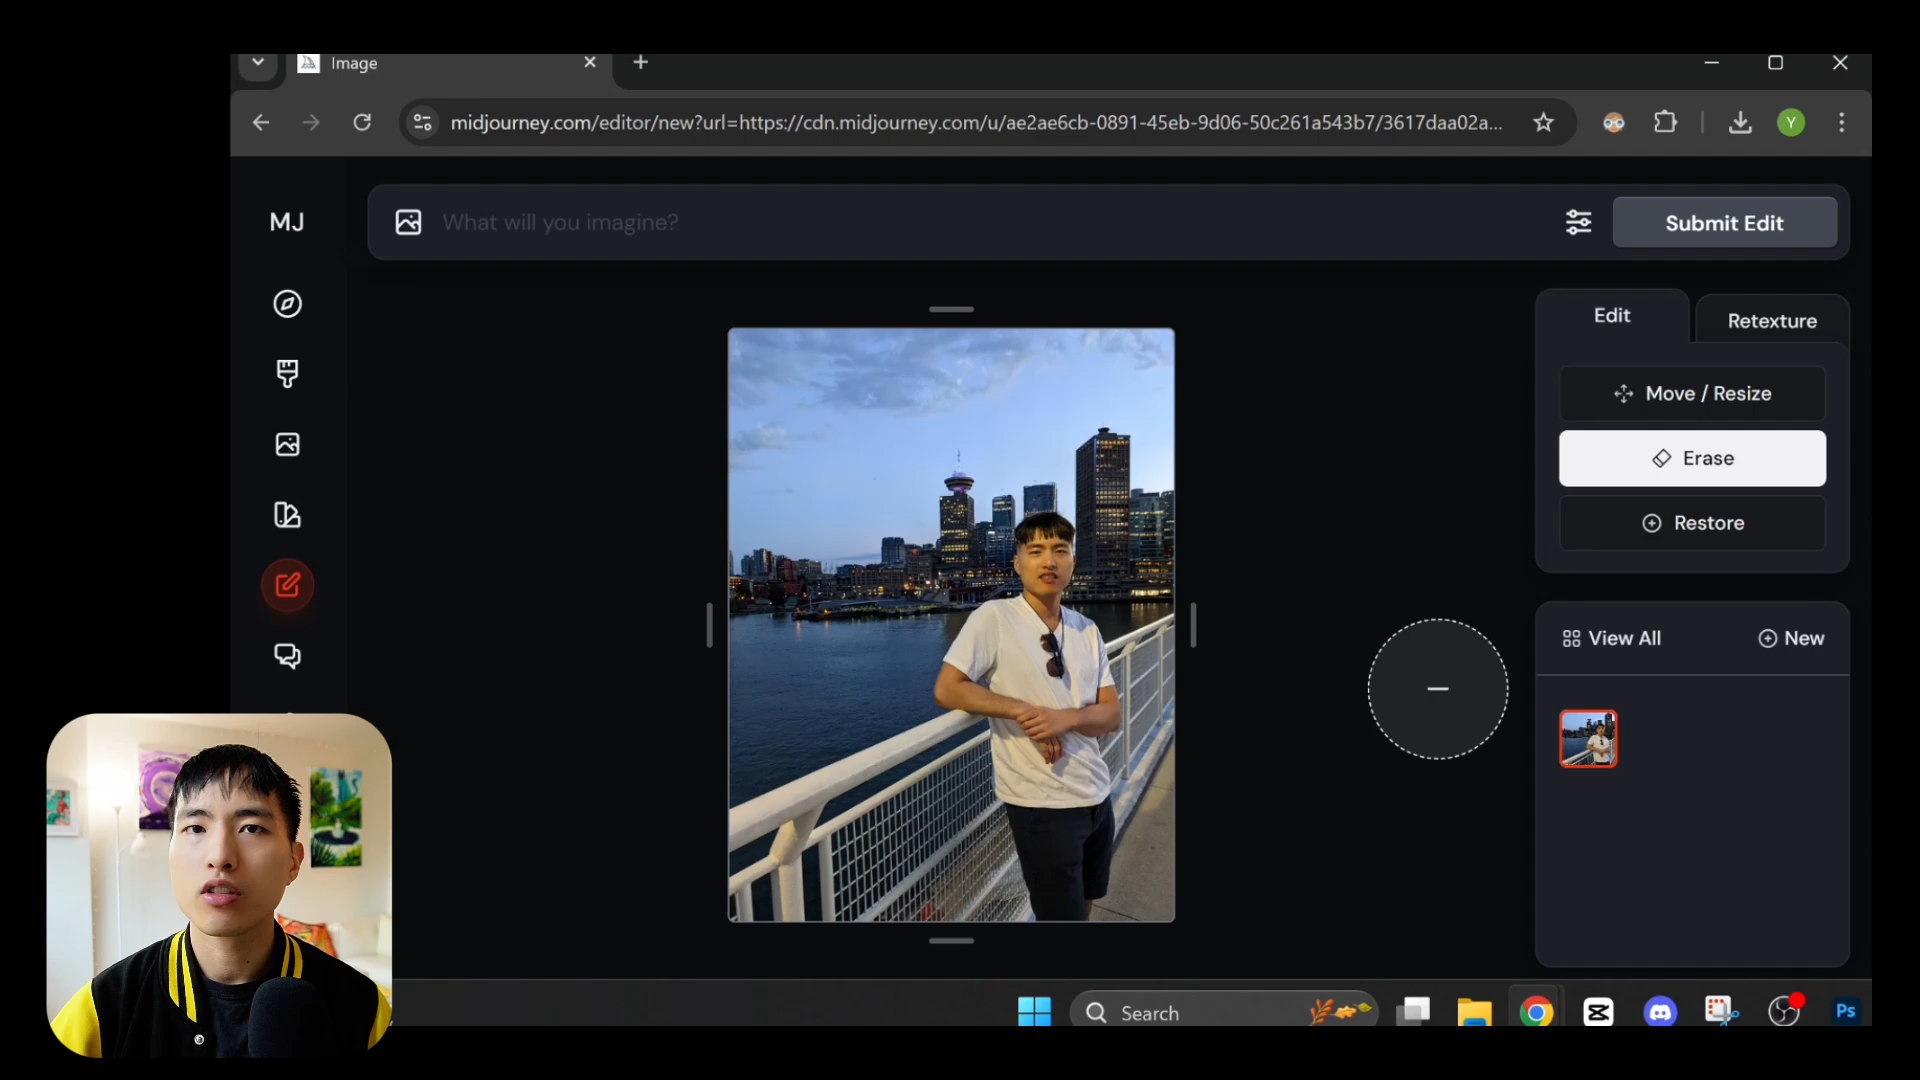 Image
midjourney.com/editor/new?url=https://cdn.midjourney.com/u/ae2ae6cb-0891-45eb-9d06-50c261a543b7/3617daa02a...
Y
MJ
What will you imagine?
Submit Edit
Edit
Retexture
Move / Resize
Erase
Restore
View All
New
Search
Ps